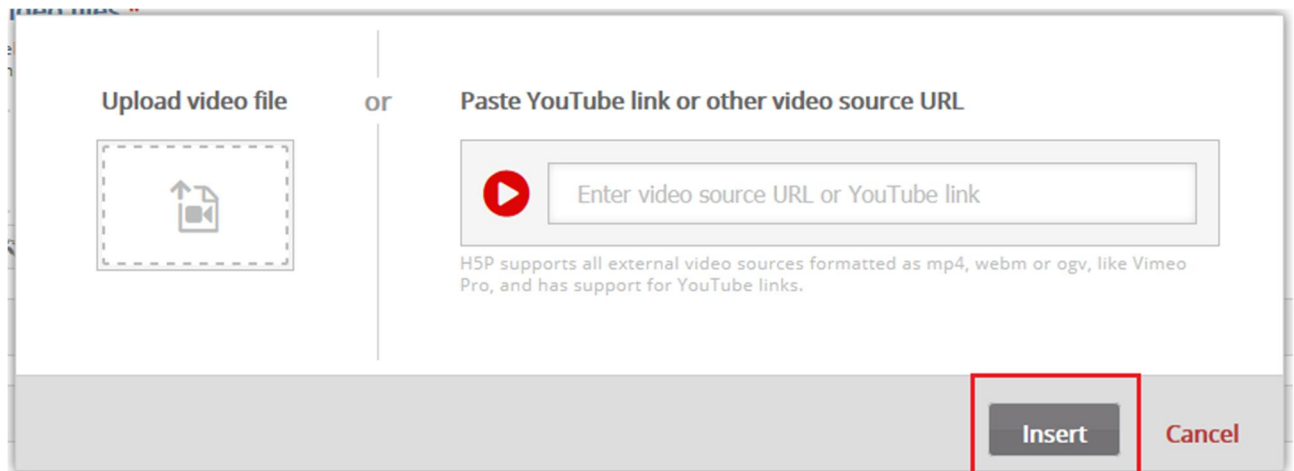 Upload video file
or
Paste YouTube link or other video source URL
Enter video source URL or YouTube link
H5P supports all external video sources formatted as mp4, webm or ogv, like Vimeo
Pro, and has support for YouTube links.
Insert
Cancel